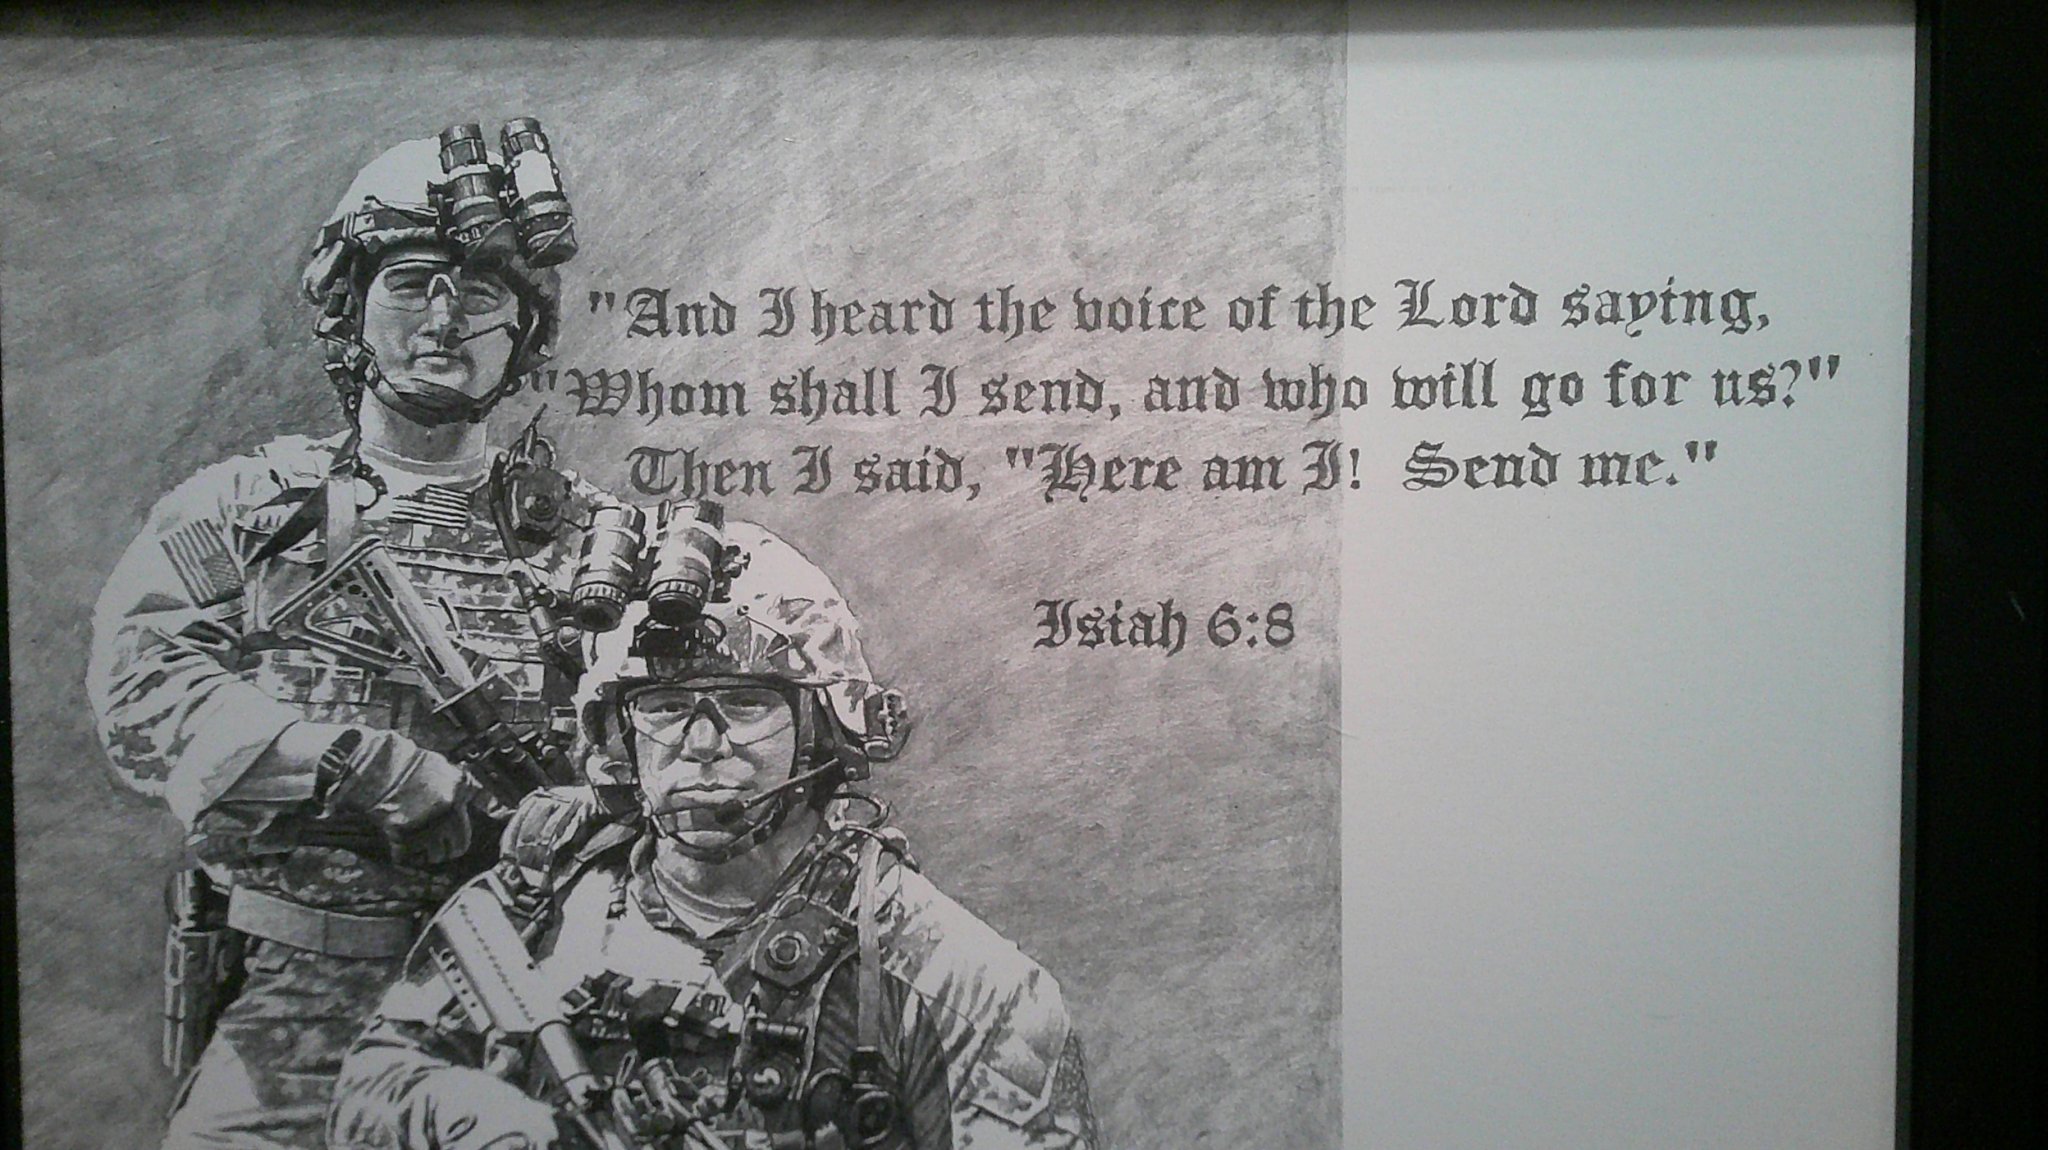 "And I heard the voice of the Lord saying,
"Whom shall I send, and who will go for us?"
Then I said, "Here am I!  Send me."
Isiah 6:8